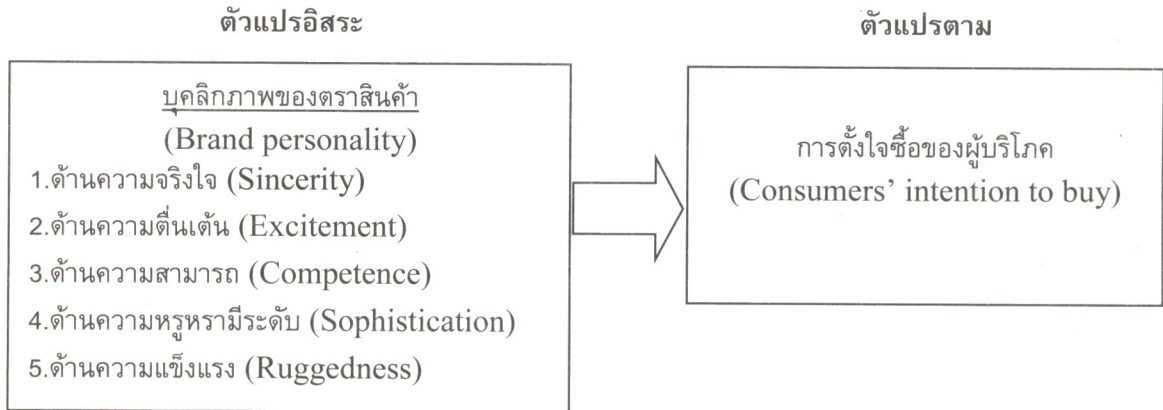 ตัวแปรอิสระ
ตัวแปรตาม
บุคลิกภาพของตราสินค้า
(Brand personality)
1.ด้านความจริงใจ (Sincerity)
2.ด้านความตื่นเต้น (Excitement)
3.ด้านความสามารถ (Competence)
4.ด้านความหรูหรามีระดับ (Sophistication)
5.ด้านความแข็งแรง (Ruggedness)
การตั้งใจซื้อของผู้บริโภค
(Consumers’ intention to buy)